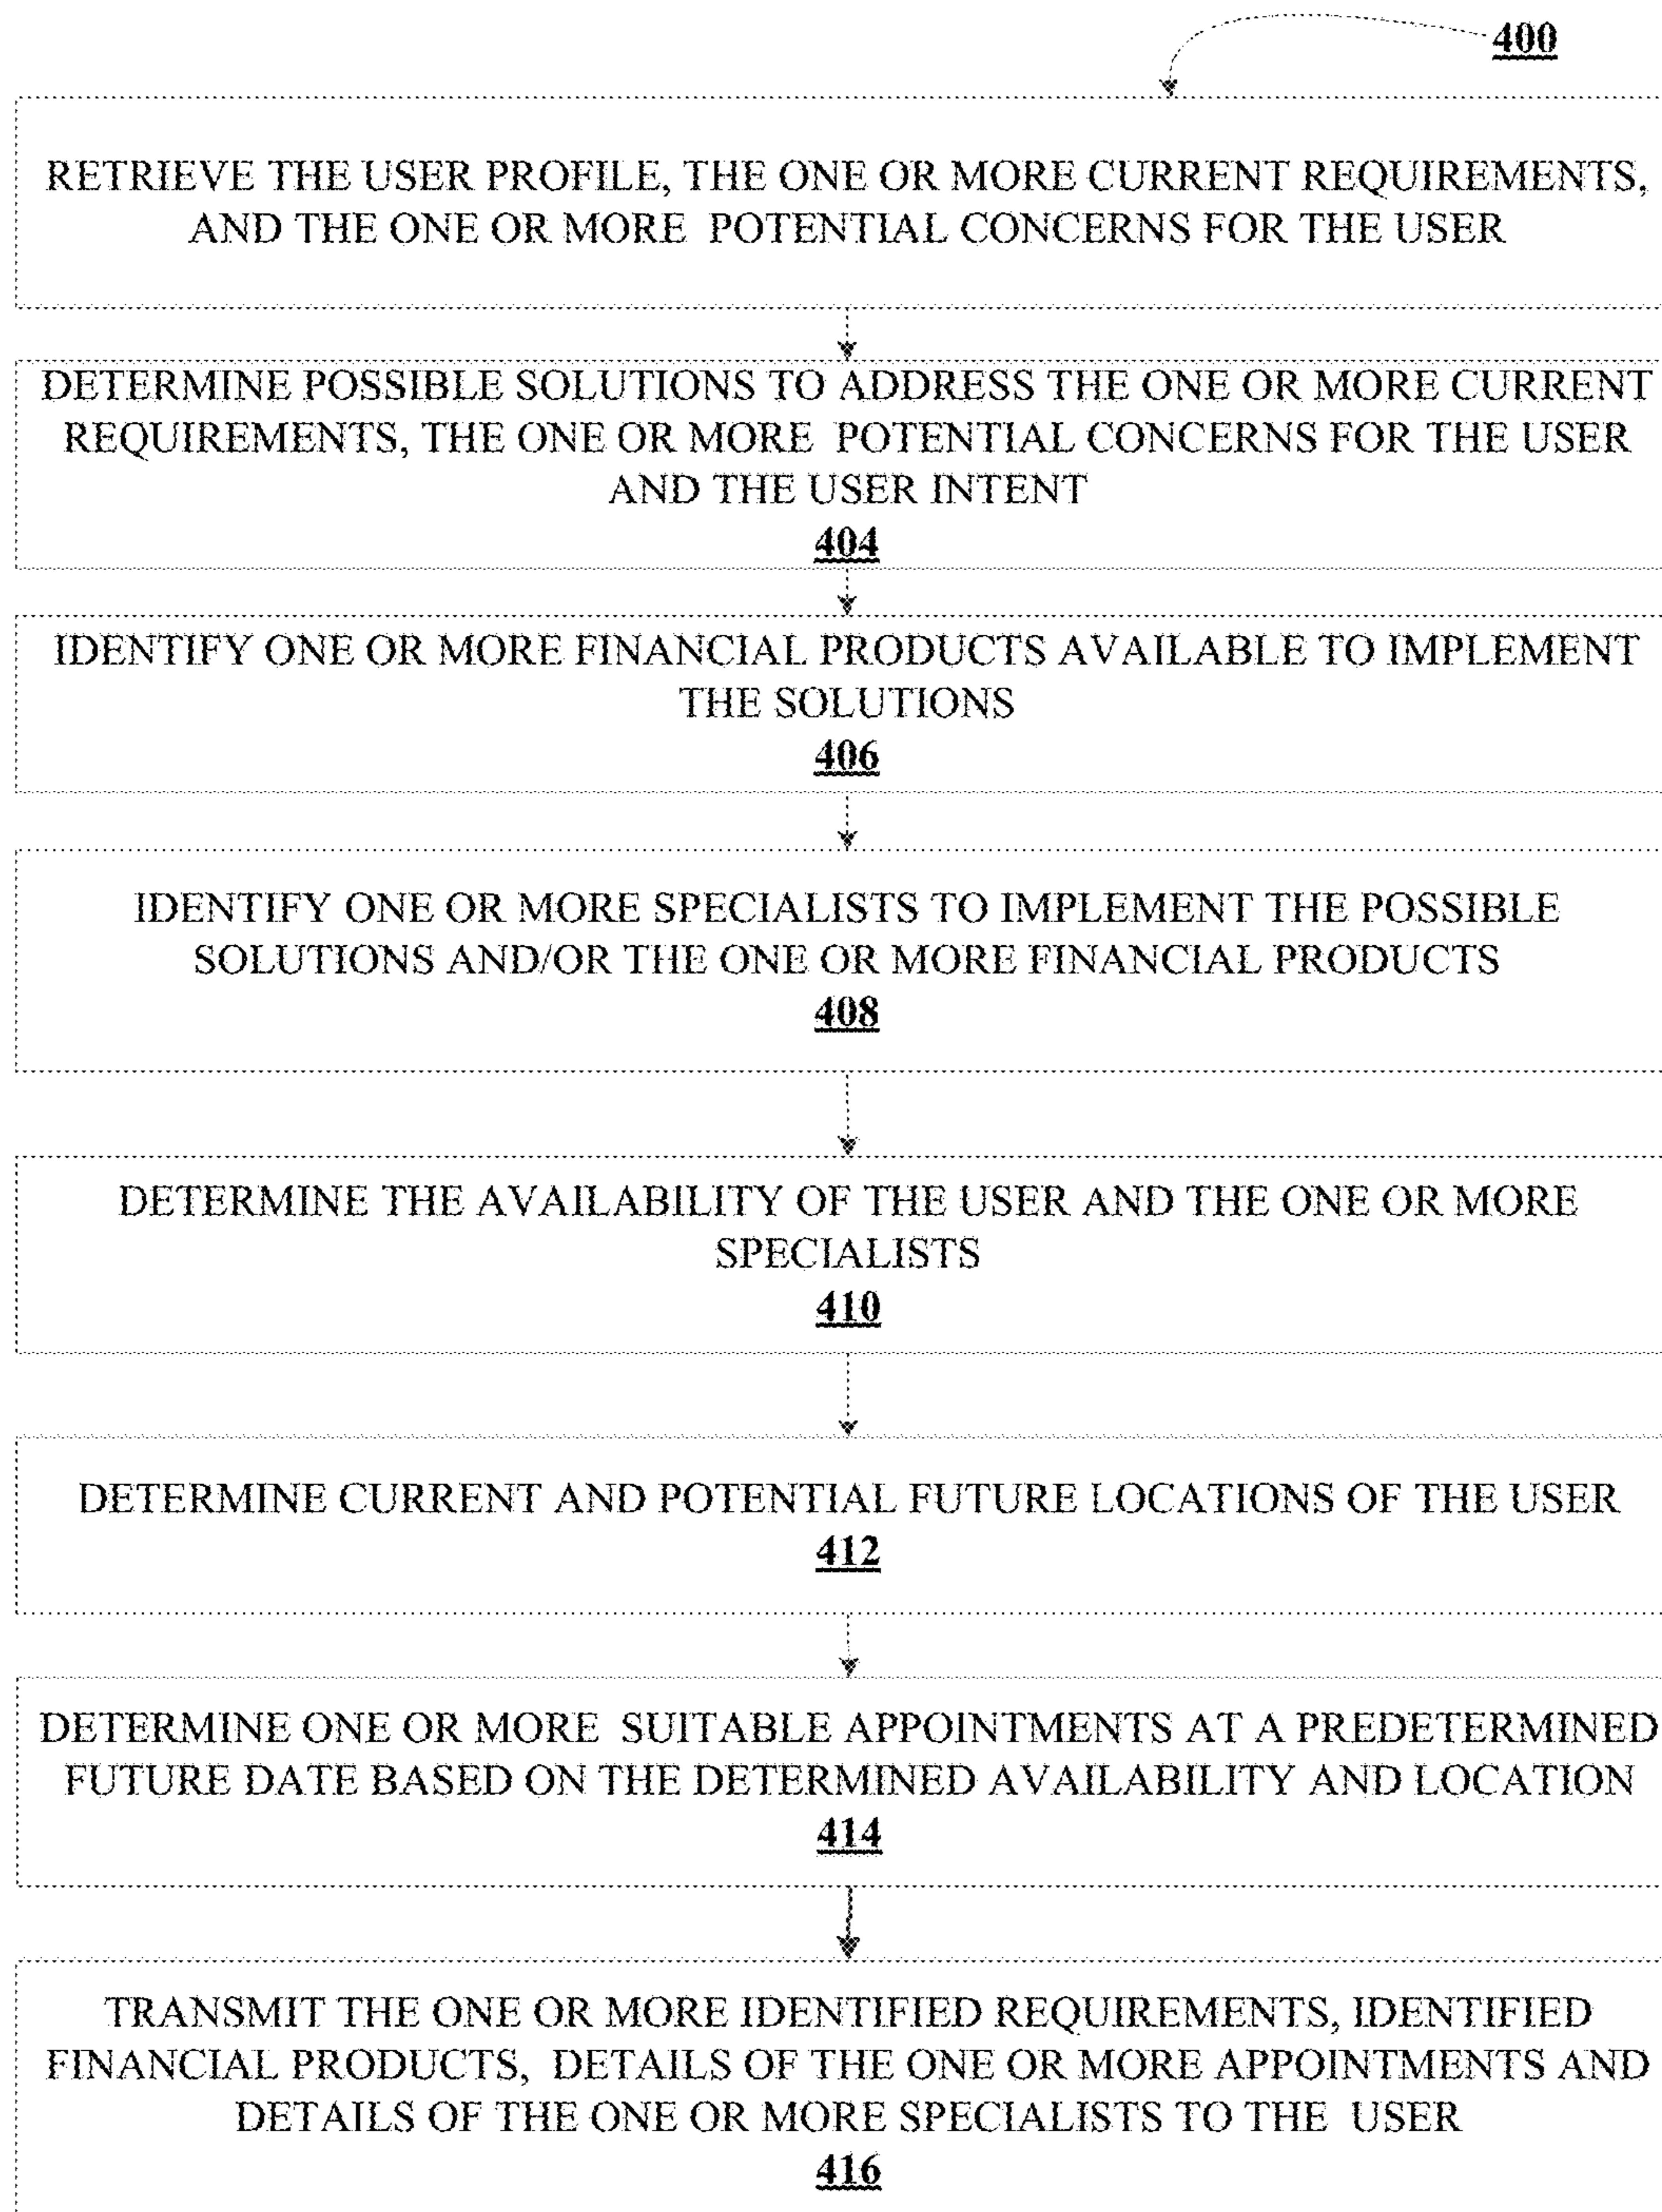 400
RETRIEVE THE USER PROFILE, THE ONE OR MORE CURRENT REQUIREMENTS,
AND THE ONE OR MORE POTENTIAL CONCERNS FOR THE USER
DETERMINE POSSIBLE SOLUTIONS TO ADDRESS THE ONE OR MORE CURRENT
REQUIREMENTS, THE ONE OR MORE POTENTIAL CONCERNS FOR THE USER
AND THE USER INTENT
404
IDENTIFY ONE OR MORE FINANCIAL PRODUCTS AVAILABLE TO IMPLEMENT
THE SOLUTIONS
406
IDENTIFY ONE OR MORE SPECIALISTS TO IMPLEMENT THE POSSIBLE
SOLUTIONS AND/OR THE ONE OR MORE FINANCIAL PRODUCTS
408
DETERMINE THE AVAILABILITY OF THE USER AND THE ONE OR MORE
SPECIALISTS
410
DETERMINE CURRENT AND POTENTIAL FUTURE LOCATIONS OF THE USER
412
DETERMINE ONE OR MORE SUITABLE APPOINTMENTS AT A PREDETERMINED
FUTURE DATE BASED ON THE DETERMINED AVAILABILITY AND LOCATION
414
TRANSMIT THE ONE OR MORE IDENTIFIED REQUIREMENTS, IDENTIFIED
FINANCIAL PRODUCTS, DETAILS OF THE ONE OR MORE APPOINTMENTS AND
DETAILS OF THE ONE OR MORE SPECIALISTS TO THE USER
416